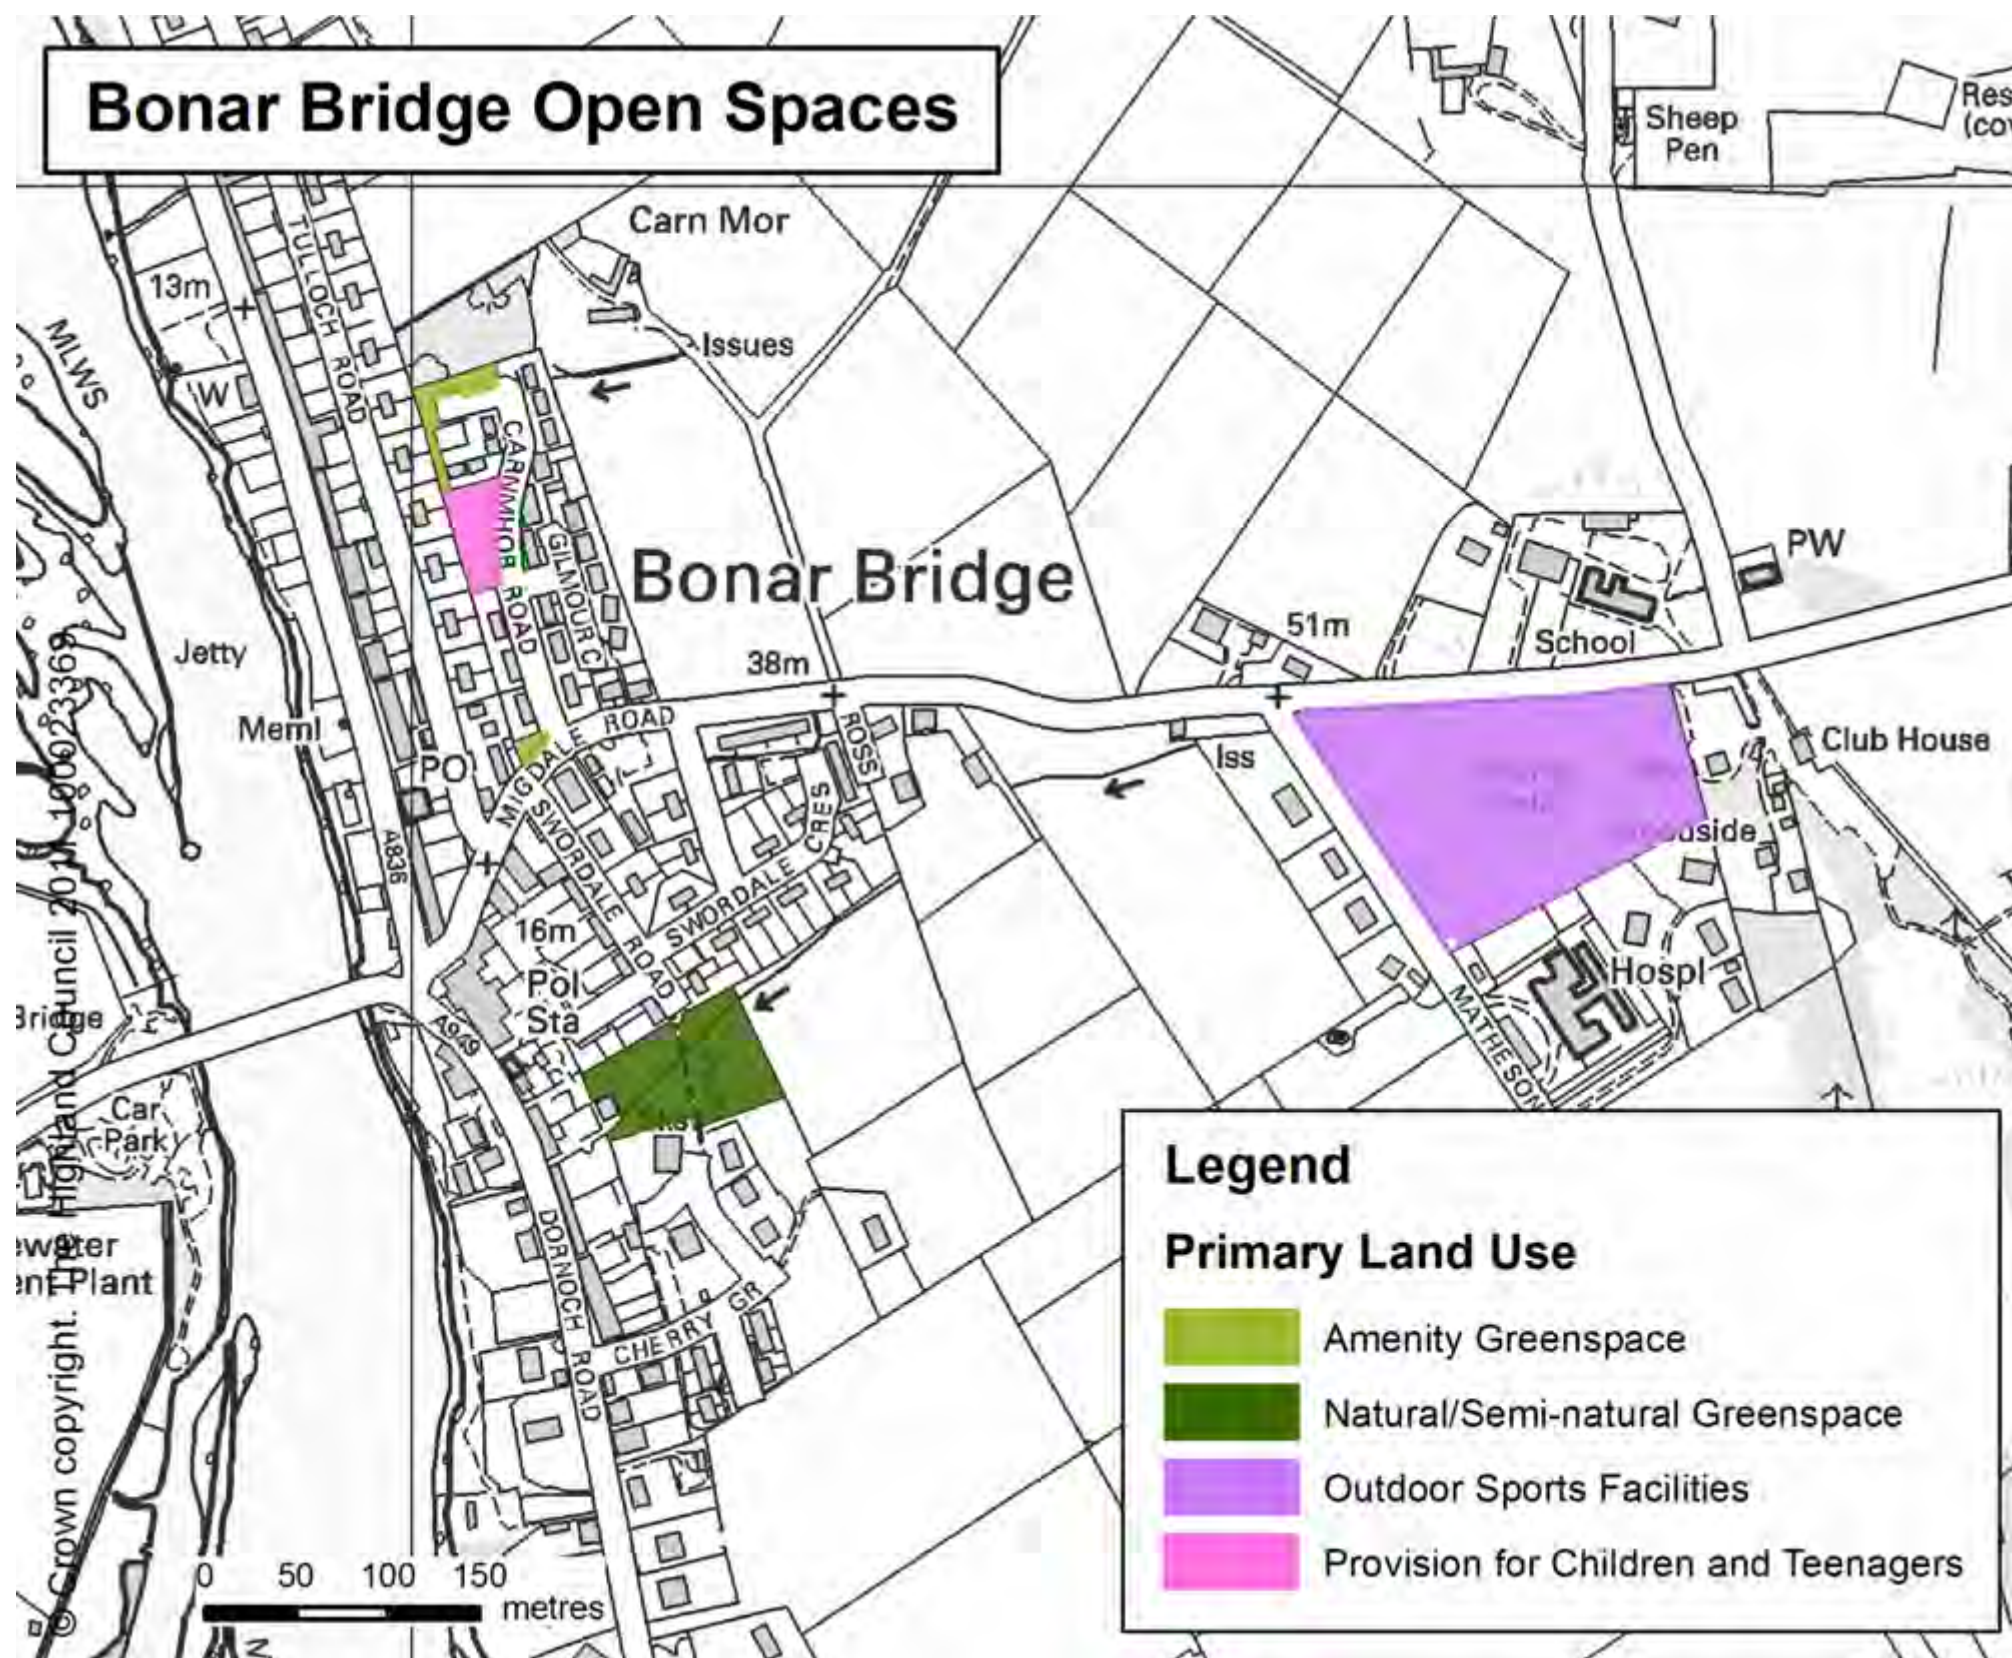 Bonar Bridge Open Spaces
Sheep
Pen
Carn Mor
13m
TULLOCH ROAD
MLWS
Issues
W
CARNMHOR ROAD
GILMOUR C
Bonar Bridge
PW
51m
School
Jetty
38m
Meml
MIGDALE ROAD
ROSS
Iss
Club House
PO
SWORDALE ROAD
SWORDALE CRES
A836
16m
Pol
Sta
Hospl
MATHESON
Bridge
A949
Car
Park
DORNOCH ROAD
CHERRY GR
© Crown copyright. The Highland Council 2011 100023369
0 50 100 150
metres
Legend
Primary Land Use
Amenity Greenspace
Natural/Semi-natural Greenspace
Outdoor Sports Facilities
Provision for Children and Teenagers